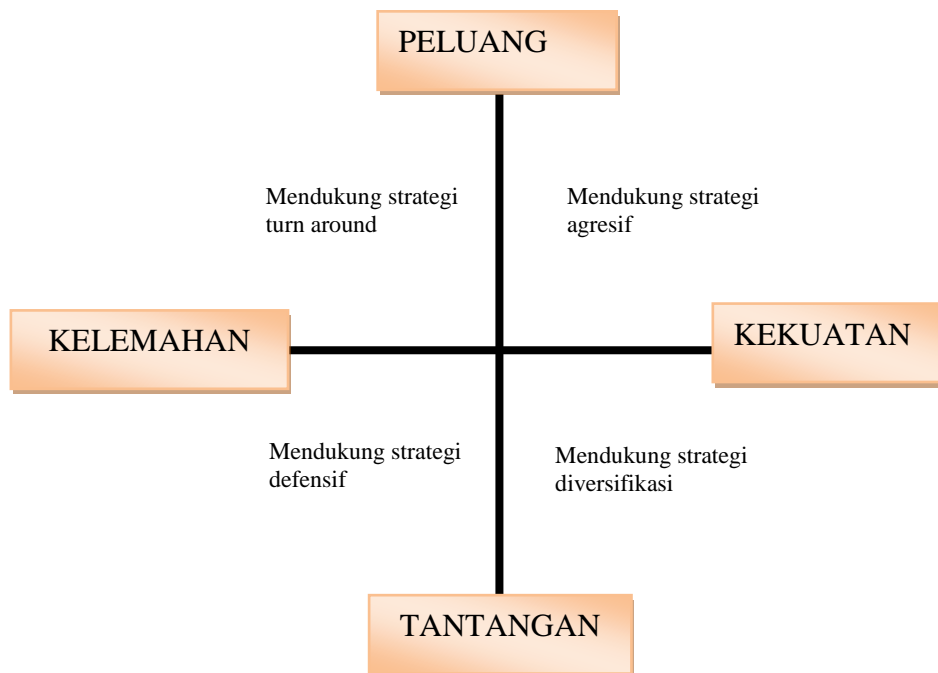 PELUANG
Mendukung strategi
turn around
Mendukung strategi
agresif
KELEMAHAN
KEKUATAN
Mendukung strategi
defensif
Mendukung strategi
diversifikasi
TANTANGAN